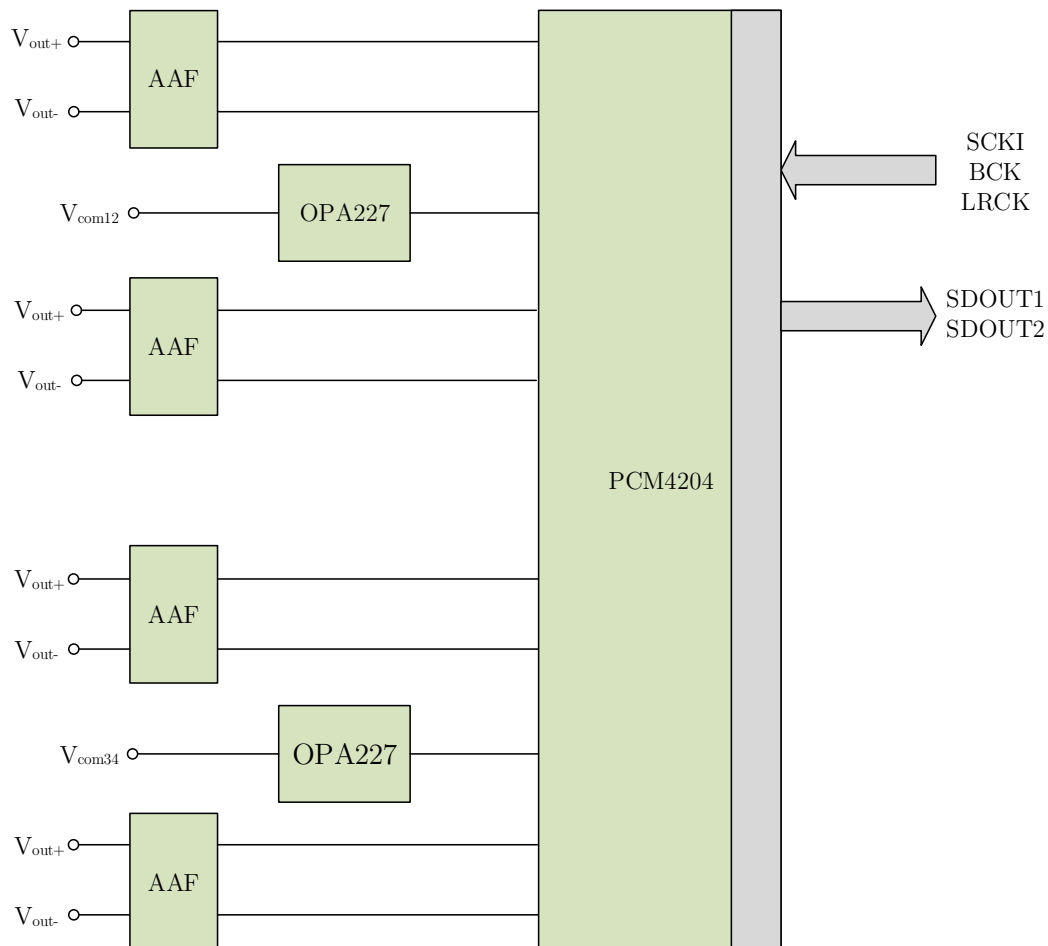 Vout+
AAF
Vout-
SCKI
BCK
LRCK
Vcom12
OPA227
Vout+
SDOUT1
SDOUT2
AAF
Vout-
PCM4204
Vout+
AAF
Vout-
Vcom34
OPA227
Vout+
AAF
Vout-